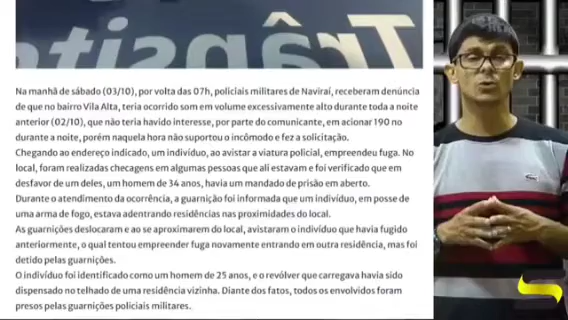 Trânsito
Na manhã de sábado (03/10), por volta das 07h, policiais militares de Naviraí, receberam denúncia
de que no bairro Vila Alta, teria ocorrido som em volume excessivamente alto durante toda a noite
anterior (02/10), que não teria havido interesse, por parte do comunicante, em acionar 190 no
durante a noite, porém naquela hora não suportou o incômodo e fez a solicitação.
Chegando ao endereço indicado, um indivíduo, ao avistar a viatura policial, empreendeu fuga. No
local, foram realizadas checagens em algumas pessoas que ali estavam e foi verificado que em
desfavor de um deles, um homem de 34 anos, havia um mandado de prisão em aberto.
Durante o atendimento da ocorrência, a guarnição foi informada que um indivíduo, em posse de
uma arma de fogo, estava adentrando residências nas proximidades do local.
As guarnições deslocaram e ao se aproximarem do local, avistaram o indivíduo que havia fugido
anteriormente, o qual tentou empreender fuga novamente entrando em outra residência, mas foi
detido pelas guarnições.
O indivíduo foi identificado como um homem de 25 anos, e o revólver que carregava havia sido
dispensado no telhado de uma residência vizinha. Diante dos fatos, todos os envolvidos foram
presos pelas guarnições policiais militares.